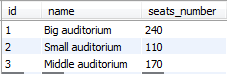 id name seats_number
1 Big auditorium 240
2 Small auditorium 110
3 Middle auditorium 170